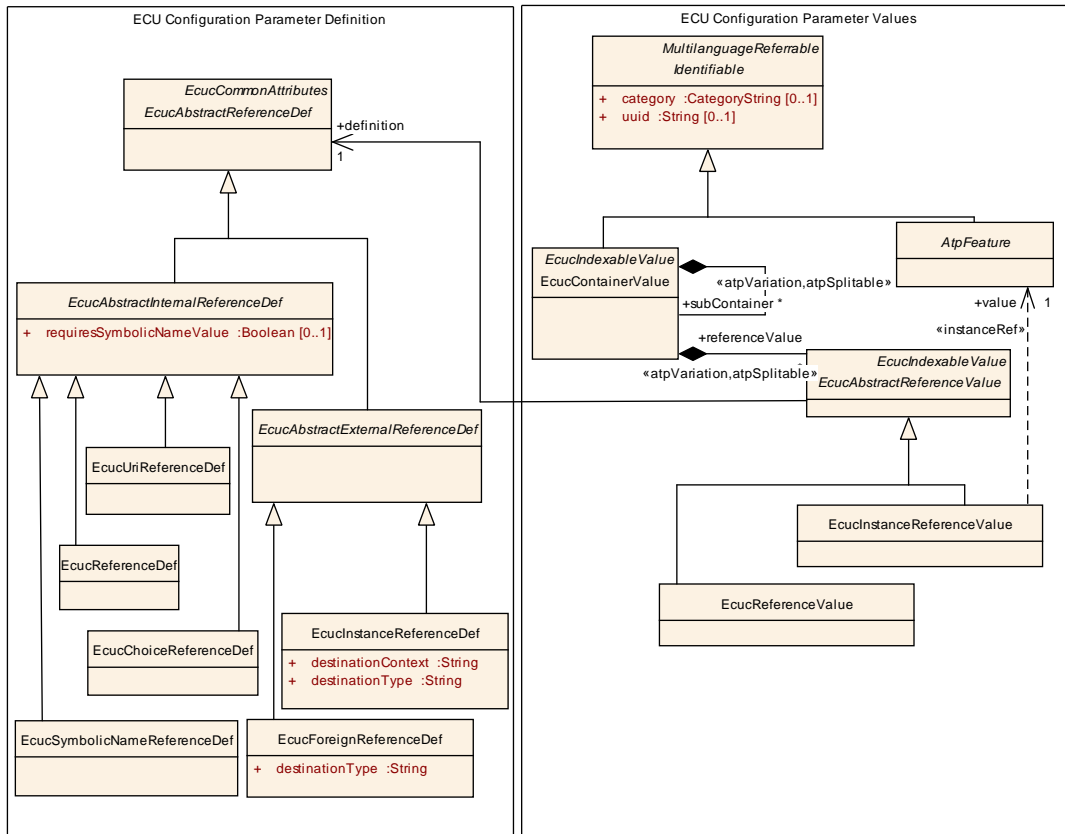 ECU Configuration Parameter Definition
EcucCommonAttributes
EcucAbstractReferenceDef
+definition
1
EcucAbstractInternalReferenceDef
+ requiresSymbolicNameValue :Boolean [0..1]
EcucAbstractExternalReferenceDef
EcucUriReferenceDef
EcucReferenceDef
EcucChoiceReferenceDef
EcucInstanceReferenceDef
+ destinationContext :String
+ destinationType :String
EcucSymbolicNameReferenceDef
EcucForeignReferenceDef
+ destinationType :String
ECU Configuration Parameter Values
MultilanguageReferrable
Identifiable
+ category :CategoryString [0..1]
+ uuid :String [0..1]
EcucIndexableValue
EcucContainerValue
«atpVariation,atpSplitable»
+subContainer *
AtpFeature
+value
1
«instanceRef»
+referenceValue
«atpVariation,atpSplitable»
EcucIndexableValue
EcucAbstractReferenceValue
EcucInstanceReferenceValue
EcucReferenceValue